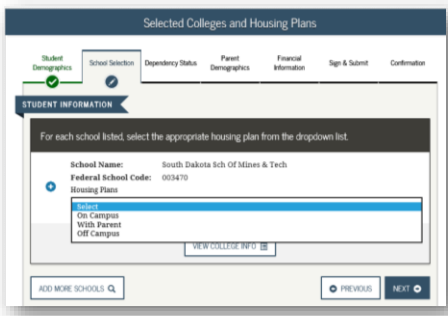 Selected Colleges and Housing Plans
Student Demographics
School Selection
Dependency Status
Parent Demographics
Financial Information
Sign & Submit
Confirmation
STUDENT INFORMATION
For each school listed, select the appropriate housing plan from the dropdown list.
School Name: South Dakota Sch Of Mines & Tech
Federal School Code: 003470
Housing Plans
Select
On Campus
With Parent
Off Campus
VIEW COLLEGE INFO
ADD MORE SCHOOLS
PREVIOUS
NEXT